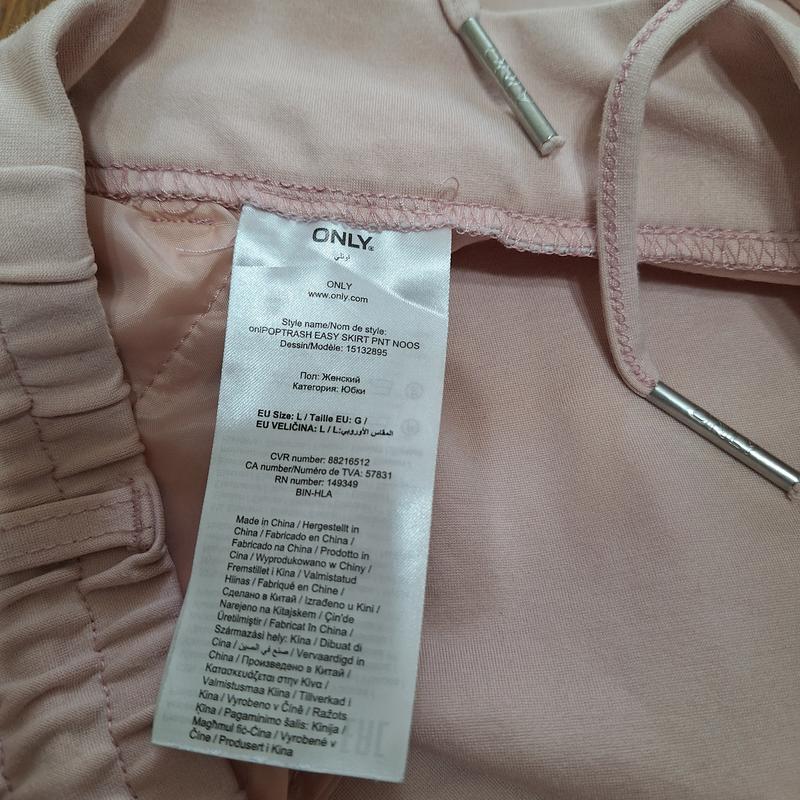 ONLY
ONLY
ONLY®
اونلي
ONLY
www.only.com
Style name/Nom de style:
onlPOPTRASH EASY SKIRT PNT NOOS
Dessin/Modèle: 15132895
Пол: Женский
Категория: Юбки
EU Size: L / Taille EU: G /
EU VELIČINA: L / L:المقاس الأوروبي
CVR number: 88216512
CA number/Numéro de TVA: 57831
RN number: 149349
BIN-HLA
Made in China / Hergestellt in
China / Fabricado en China /
Fabricado na China / Prodotto in
Cina / Wyprodukowano w Chiny /
Fremstillet i Kina / Valmistatud
Hiinas / Fabriqué en Chine /
Сделано в Китай / Izrađeno u Kini /
Narejeno na Kitajskem / Çin'de
Üretilmiştir / Fabricat în China /
Származási hely: Kina / Dibuat di
Cina / صنع في الصين / Vervaardigd in
China / Произведено в Китай /
Κατασκευάζεται στην Κίνα /
Valmistusmaa Kiina / Tillverkad i
Kina / Vyrobeno v Číně / Ražots
Ķīna / Pagaminimo šalis: Kinija /
Magħmul fiċ-Ċina / Vyrobené v
Číne / Produsert i Kina